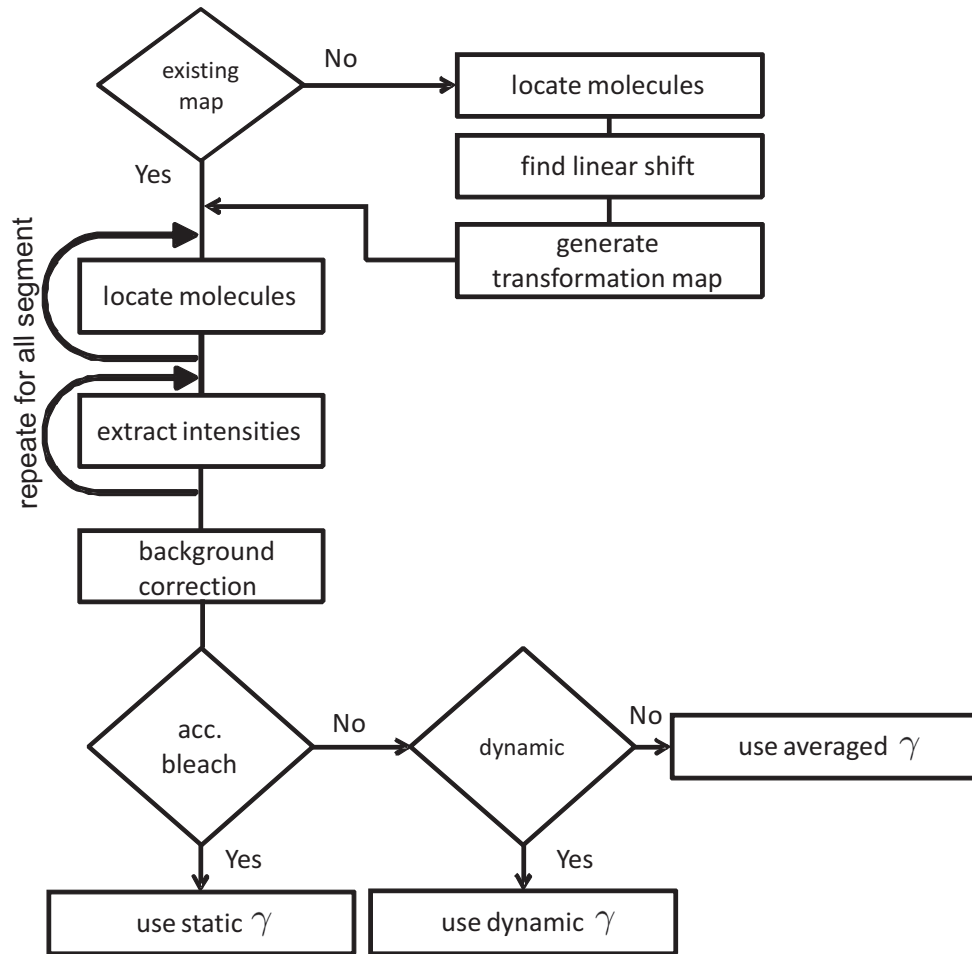 existing
map
No
locate molecules
find linear shift
generate
transformation map
Yes
repeate for all segment
locate molecules
extract intensities
background
correction
acc.
bleach
No
dynamic
No
use averaged γ
Yes
Yes
use static γ
use dynamic γ